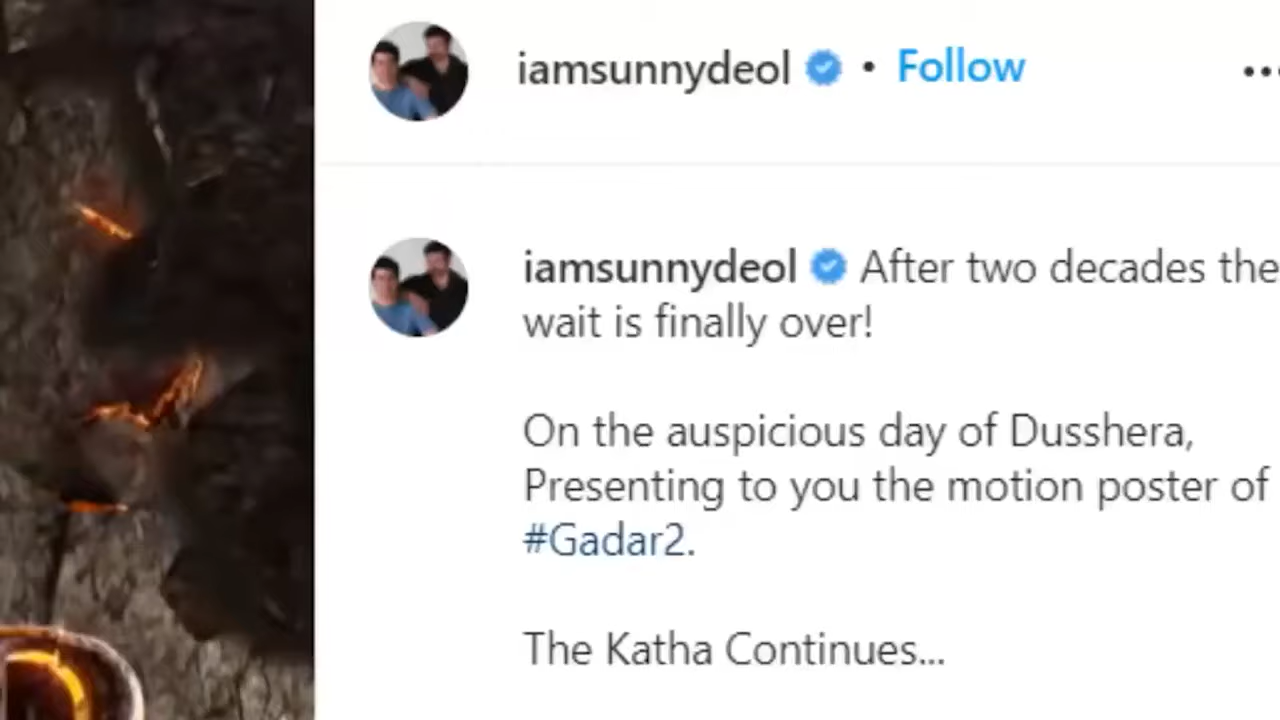 iamsunnydeol • Follow
iamsunnydeol After two decades the
wait is finally over!
On the auspicious day of Dusshera,
Presenting to you the motion poster of
#Gadar2.
The Katha Continues...